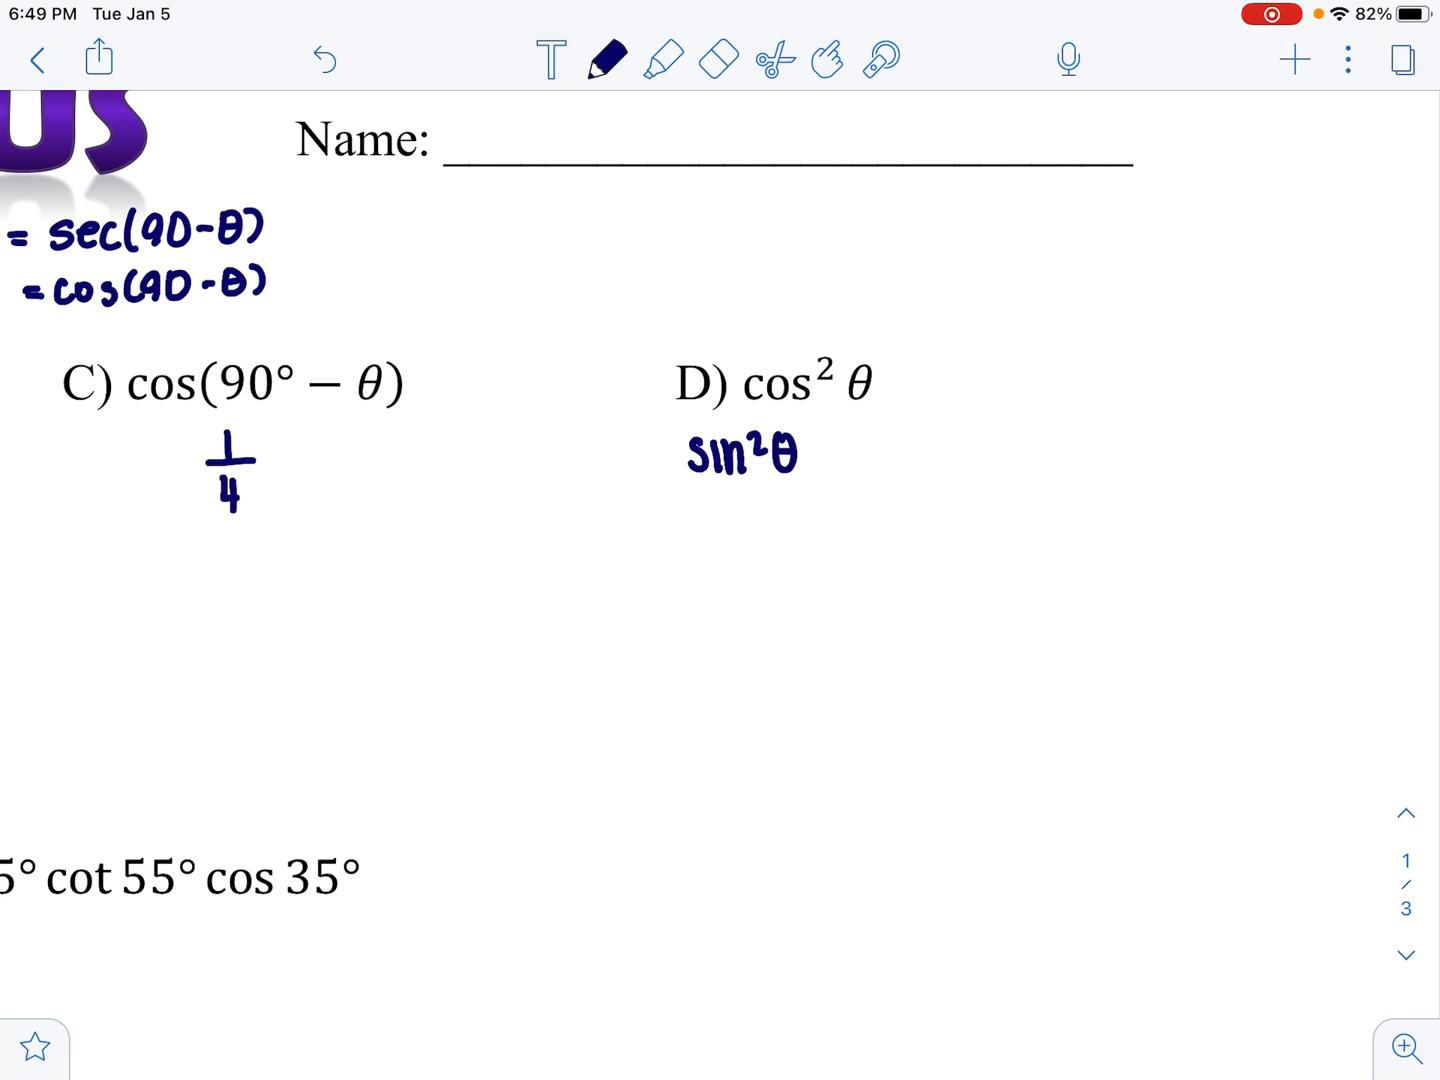 6:49 PM Tue Jan 5
82%
US
Name:
= sec(90-θ)
= cos(90-θ)
C) cos(90° − θ)
D) cos² θ
1
4
sin²θ
5° cot 55° cos 35°
1
/
3